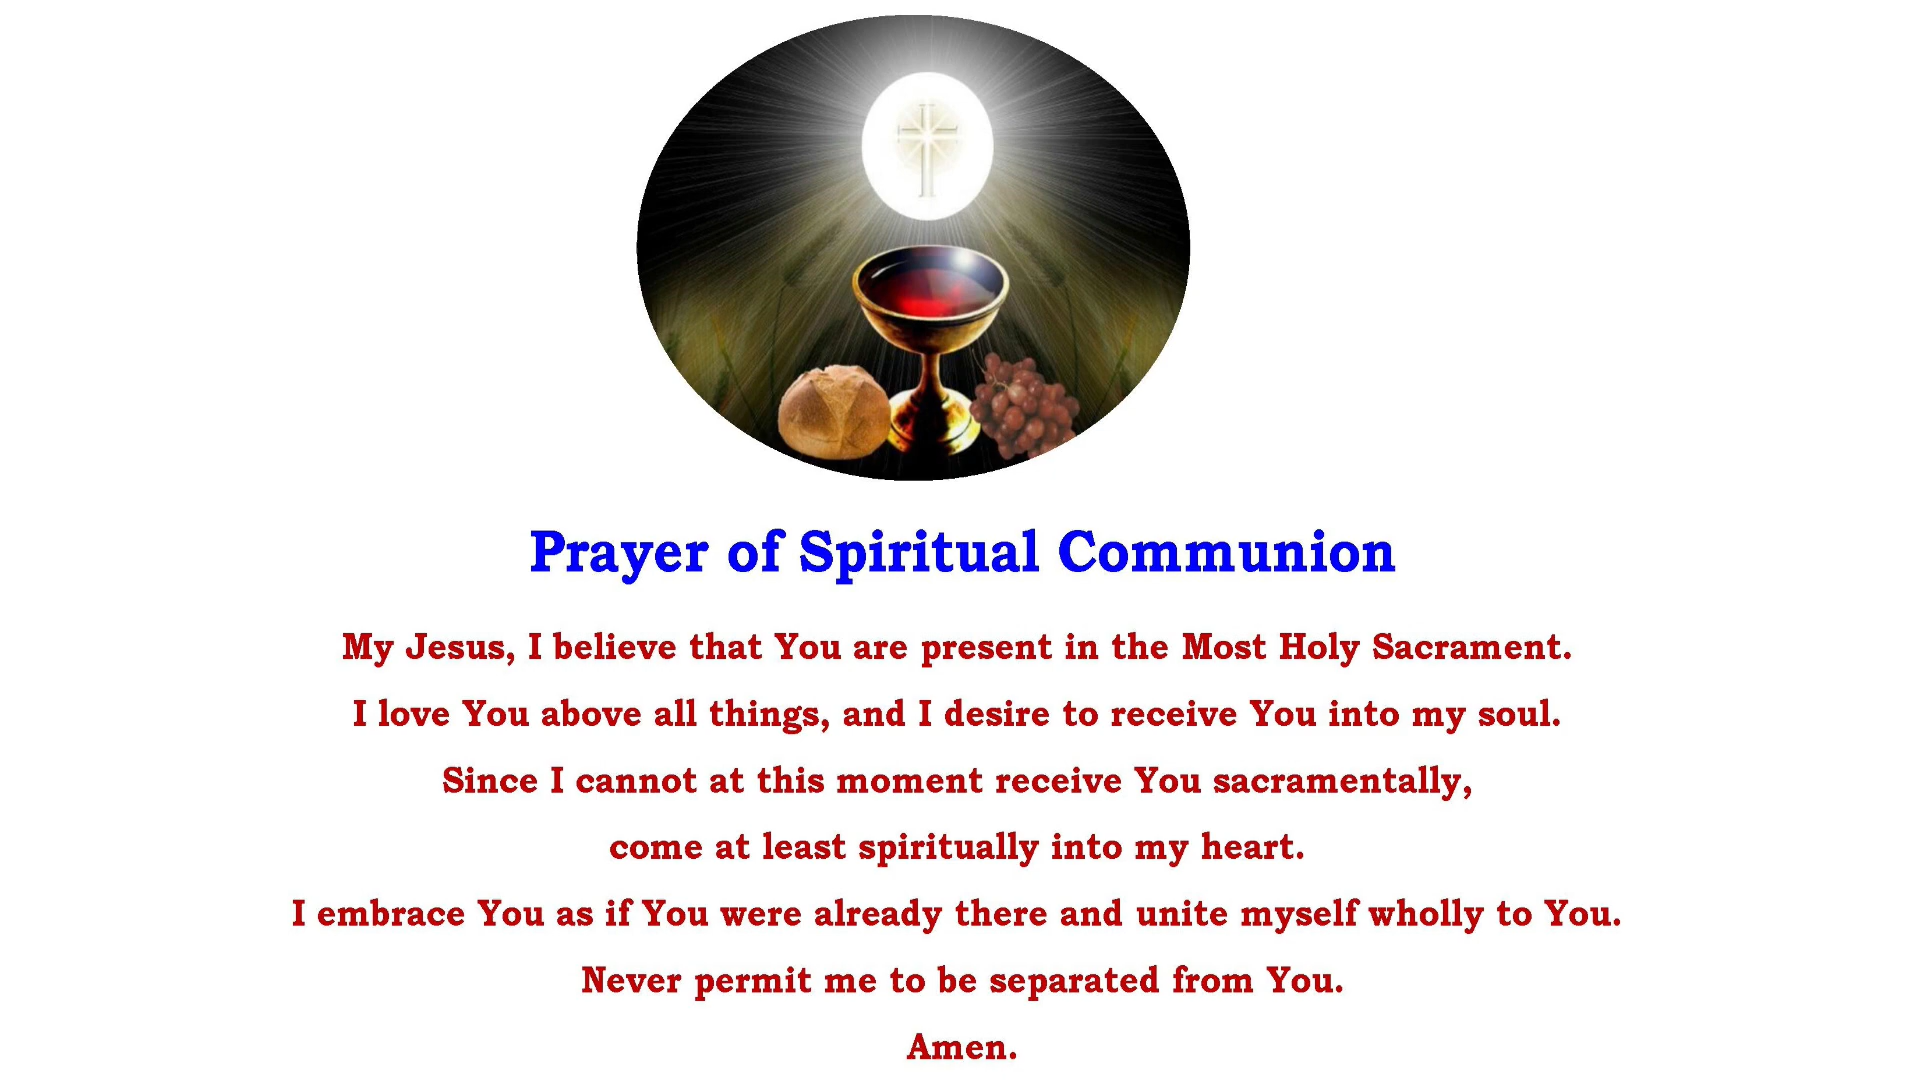 Prayer of Spiritual Communion
My Jesus, I believe that You are present in the Most Holy Sacrament.
I love You above all things, and I desire to receive You into my soul.
Since I cannot at this moment receive You sacramentally,
come at least spiritually into my heart.
I embrace You as if You were already there and unite myself wholly to You.
Never permit me to be separated from You.
Amen.